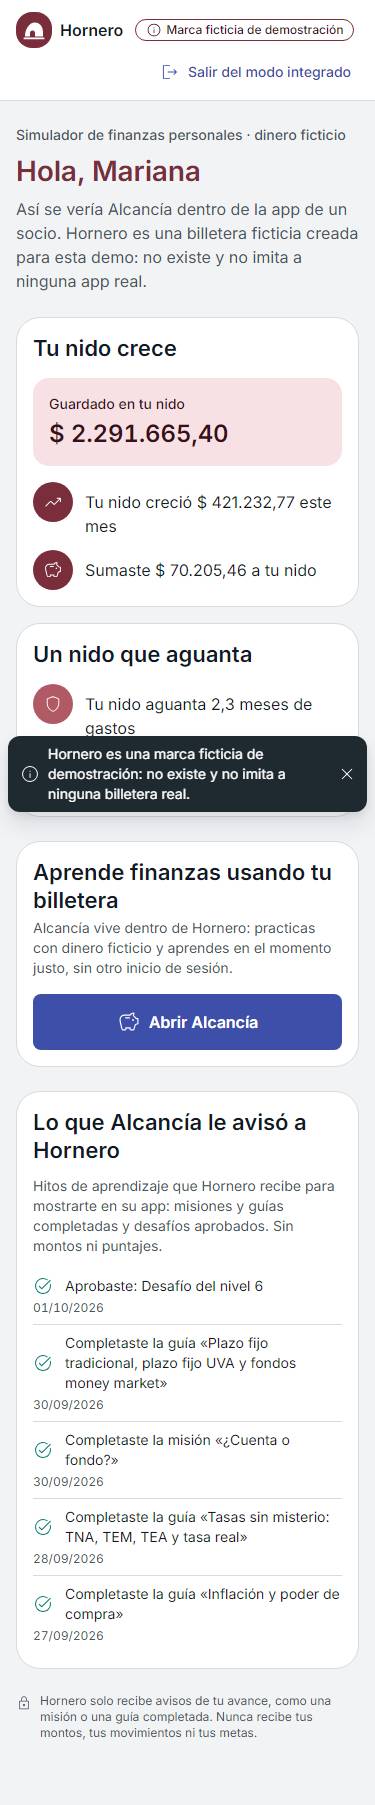 Hornero
Marca ficticia de demostración
Salir del modo integrado
Simulador de finanzas personales · dinero ficticio
Hola, Mariana
Así se vería Alcancía dentro de la app de un
socio. Hornero es una billetera ficticia creada
para esta demo: no existe y no imita a
ninguna app real.
Tu nido crece
Guardado en tu nido
$ 2.291.665,40
Tu nido creció $ 421.232,77 este
mes
Sumaste $ 70.205,46 a tu nido
Un nido que aguanta
Tu nido aguanta 2,3 meses de
gastos
Hornero es una marca ficticia de
demostración: no existe y no imita a
ninguna billetera real.
Aprende finanzas usando tu
billetera
Alcancía vive dentro de Hornero: practicas
con dinero ficticio y aprendes en el momento
justo, sin otro inicio de sesión.
Abrir Alcancía
Lo que Alcancía le avisó a
Hornero
Hitos de aprendizaje que Hornero recibe para
mostrarte en su app: misiones y guías
completadas y desafíos aprobados. Sin
montos ni puntajes.
Aprobaste: Desafío del nivel 6
01/10/2026
Completaste la guía «Plazo fijo
tradicional, plazo fijo UVA y fondos
money market»
30/09/2026
Completaste la misión «¿Cuenta o
fondo?»
30/09/2026
Completaste la guía «Tasas sin misterio:
TNA, TEM, TEA y tasa real»
28/09/2026
Completaste la guía «Inflación y poder de
compra»
27/09/2026
Hornero solo recibe avisos de tu avance, como una
misión o una guía completada. Nunca recibe tus
montos, tus movimientos ni tus metas.